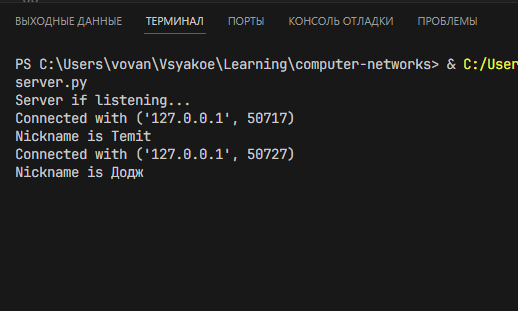 ВЫХОДНЫЕ ДАННЫЕ ТЕРМИНАЛ ПОРТЫ КОНСОЛЬ ОТЛАДКИ ПРОБЛЕМЫ
PS C:\Users\vovan\Vsyakoe\Learning\computer-networks> & C:/User
server.py
Server if listening...
Connected with ('127.0.0.1', 50717)
Nickname is Temit
Connected with ('127.0.0.1', 50727)
Nickname is Додж